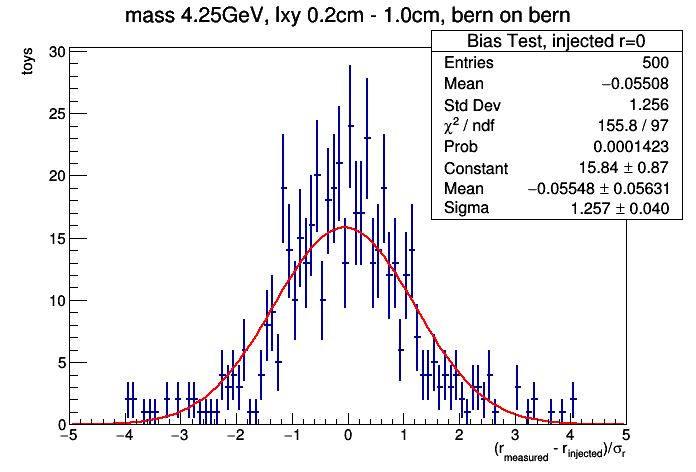 mass 4.25GeV, lxy 0.2cm - 1.0cm, bern on bern
Bias Test, injected r=0
Entries 500
Mean −0.05508
Std Dev 1.256
χ² / ndf 155.8 / 97
Prob 0.0001423
Constant 15.84 ± 0.87
Mean −0.05548 ± 0.05631
Sigma 1.257 ± 0.040
toys
30
25
20
15
10
5
0
−5 −4 −3 −2 −1 0 1 2 3 4 5
(r_measured - r_injected)/σ_r